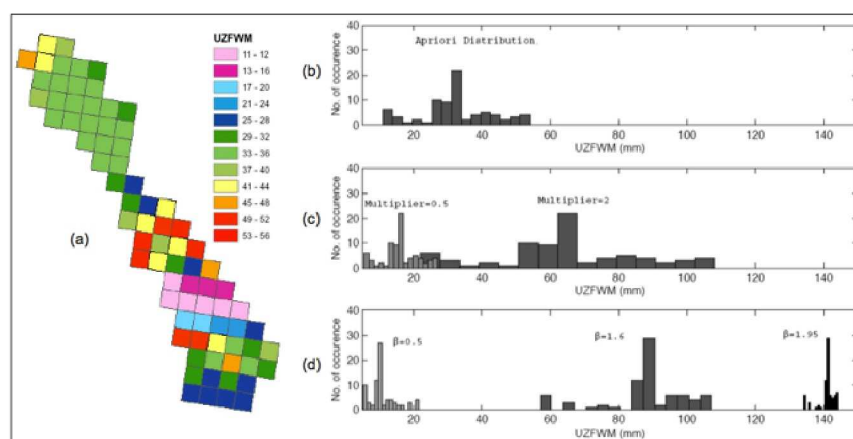 (a)
UZFWM
11 - 12
13 - 16
17 - 20
21 - 24
25 - 28
29 - 32
33 - 36
37 - 40
41 - 44
45 - 48
49 - 52
53 - 56
(b)
No. of occurence
40
30
20
10
0
Apriori Distribution
20 40 60 80 100 120 140
UZFWM (mm)
(c)
No. of occurence
40
30
20
10
0
Multiplier=0.5
Multiplier=2
20 40 60 80 100 120 140
UZFWM (mm)
(d)
No. of occurence
40
30
20
10
0
β=0.5
β=1.6
β=1.95
20 40 60 80 100 120 140
UZFWM (mm)